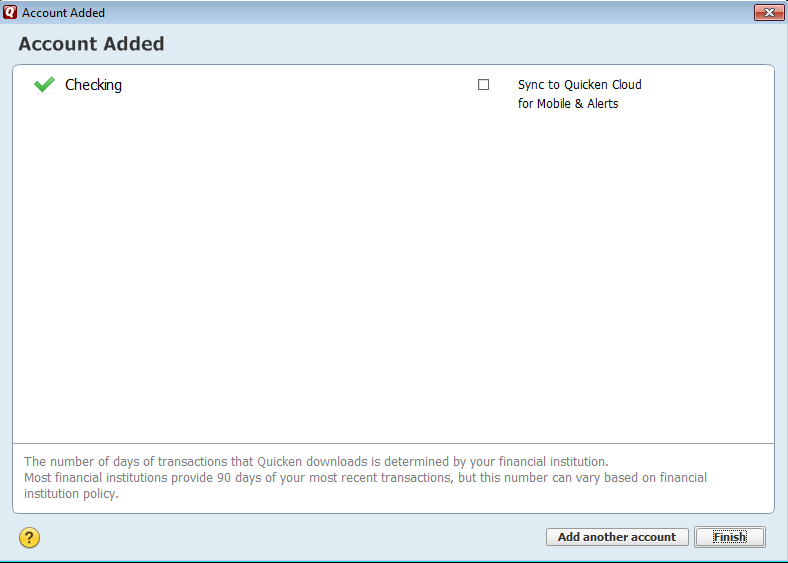 Account Added
Account Added
Checking
Sync to Quicken Cloud
for Mobile & Alerts
The number of days of transactions that Quicken downloads is determined by your financial institution.
Most financial institutions provide 90 days of your most recent transactions, but this number can vary based on financial
institution policy.
?
Add another account
Finish